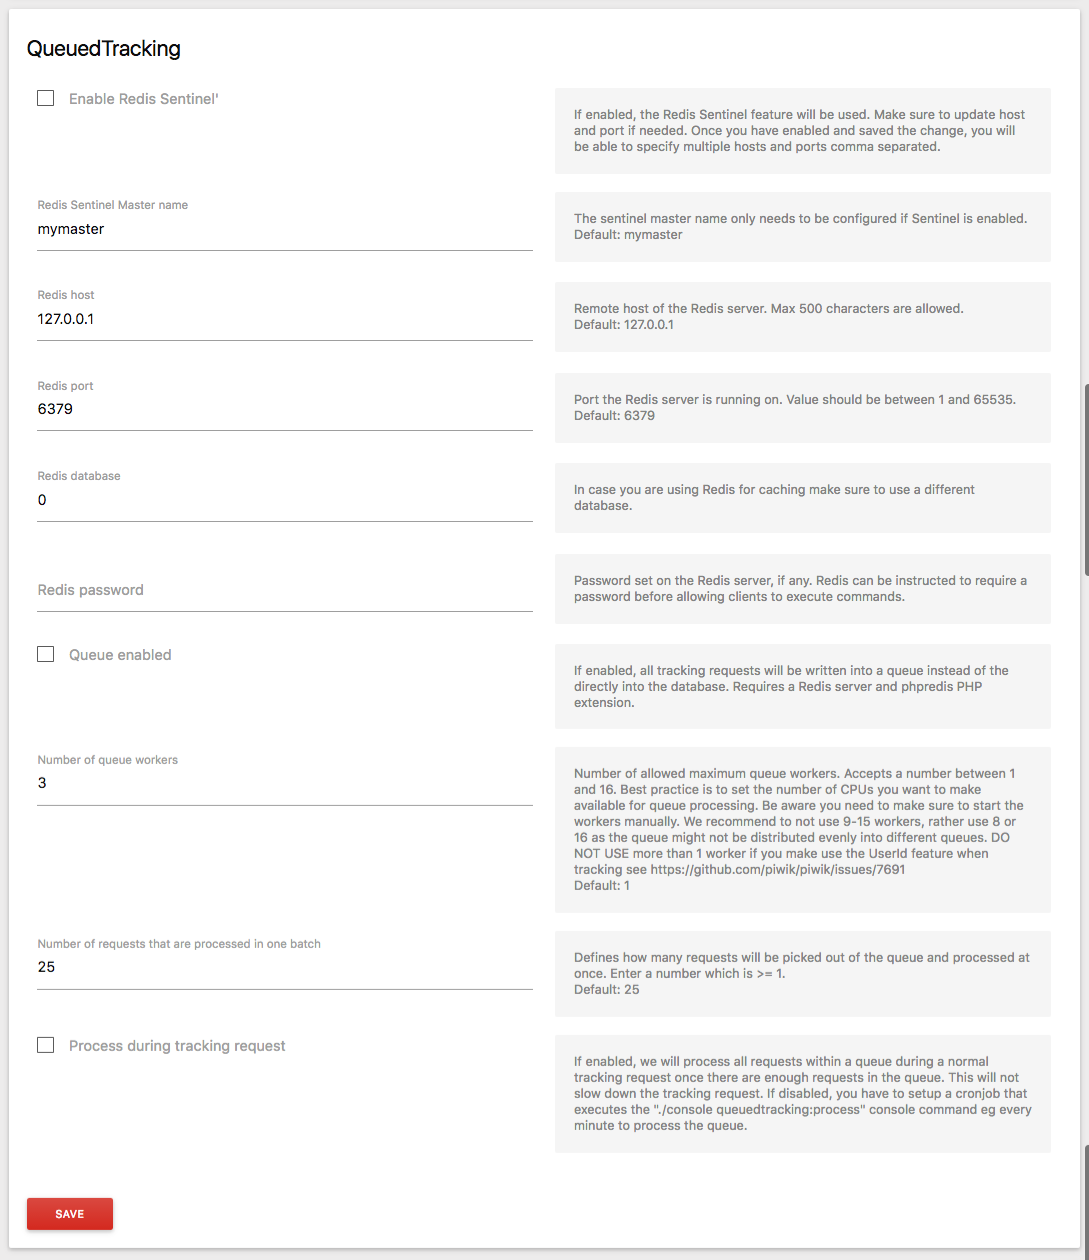 QueuedTracking
Enable Redis Sentinel'
If enabled, the Redis Sentinel feature will be used. Make sure to update host
and port if needed. Once you have enabled and saved the change, you will
be able to specify multiple hosts and ports comma separated.
Redis Sentinel Master name
mymaster
The sentinel master name only needs to be configured if Sentinel is enabled.
Default: mymaster
Redis host
127.0.0.1
Remote host of the Redis server. Max 500 characters are allowed.
Default: 127.0.0.1
Redis port
6379
Port the Redis server is running on. Value should be between 1 and 65535.
Default: 6379
Redis database
0
In case you are using Redis for caching make sure to use a different
database.
Redis password
Password set on the Redis server, if any. Redis can be instructed to require a
password before allowing clients to execute commands.
Queue enabled
If enabled, all tracking requests will be written into a queue instead of the
directly into the database. Requires a Redis server and phpredis PHP
extension.
Number of queue workers
3
Number of allowed maximum queue workers. Accepts a number between 1
and 16. Best practice is to set the number of CPUs you want to make
available for queue processing. Be aware you need to make sure to start the
workers manually. We recommend to not use 9-15 workers, rather use 8 or
16 as the queue might not be distributed evenly into different queues. DO
NOT USE more than 1 worker if you make use the UserId feature when
tracking see https://github.com/piwik/piwik/issues/7691
Default: 1
Number of requests that are processed in one batch
25
Defines how many requests will be picked out of the queue and processed at
once. Enter a number which is >= 1.
Default: 25
Process during tracking request
If enabled, we will process all requests within a queue during a normal
tracking request once there are enough requests in the queue. This will not
slow down the tracking request. If disabled, you have to setup a cronjob that
executes the "./console queuedtracking:process" console command eg every
minute to process the queue.
SAVE